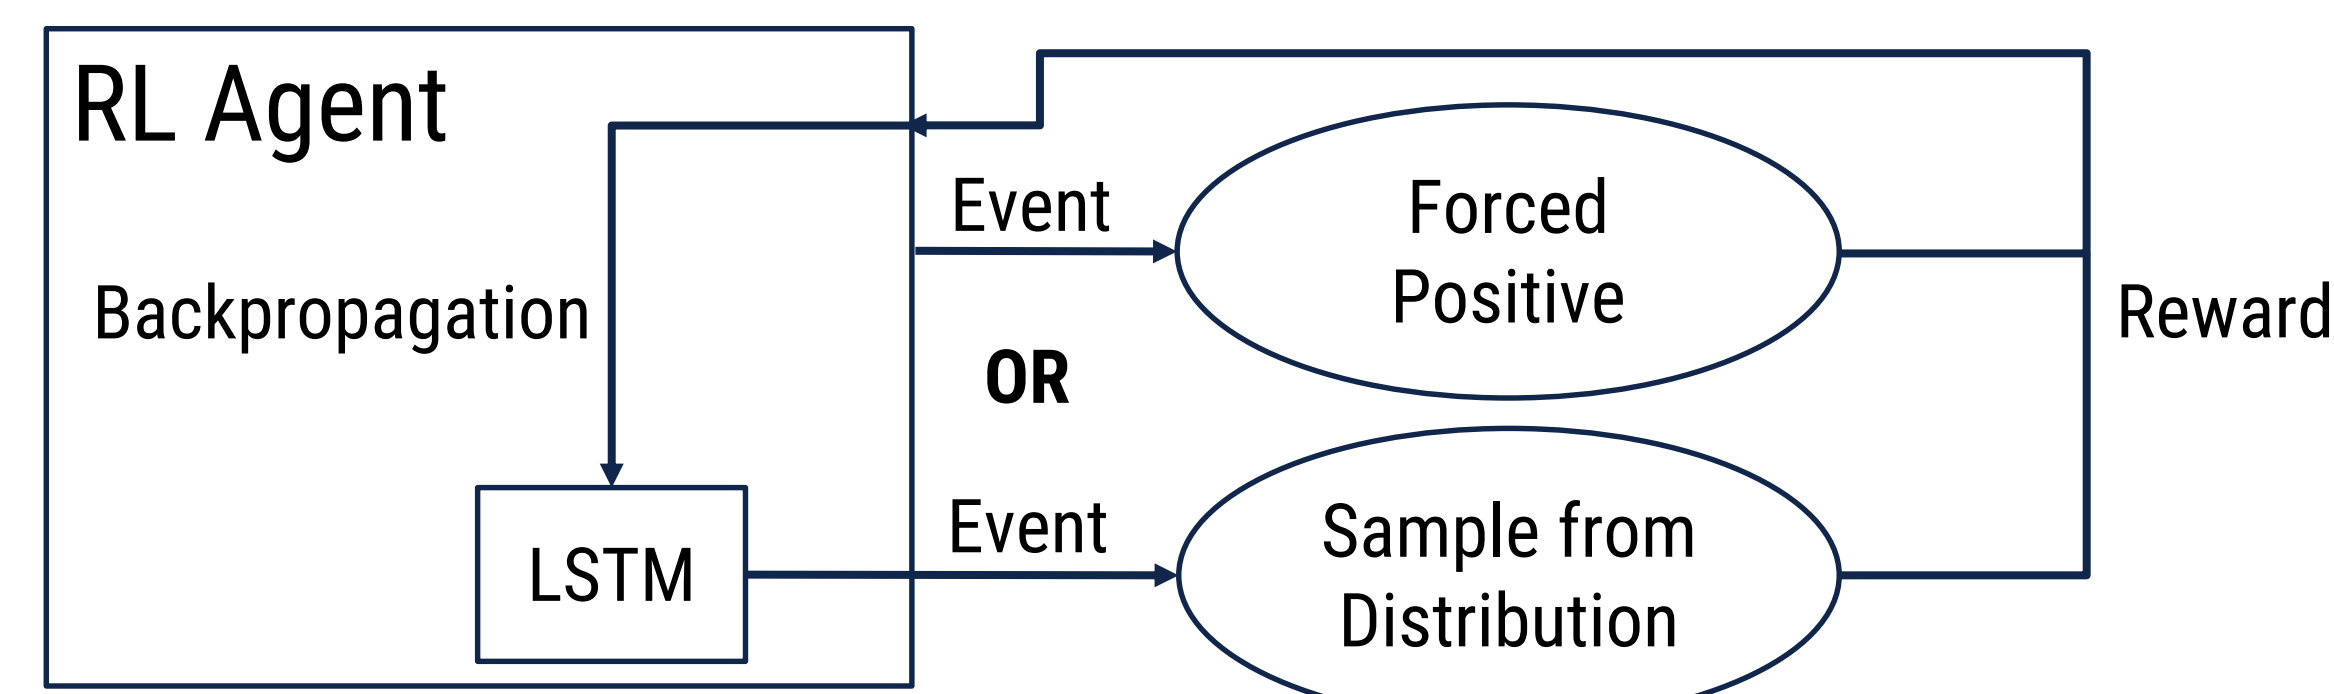 RL Agent
Event
Forced
Positive
Backpropagation
Reward
OR
Event
Sample from
Distribution
LSTM